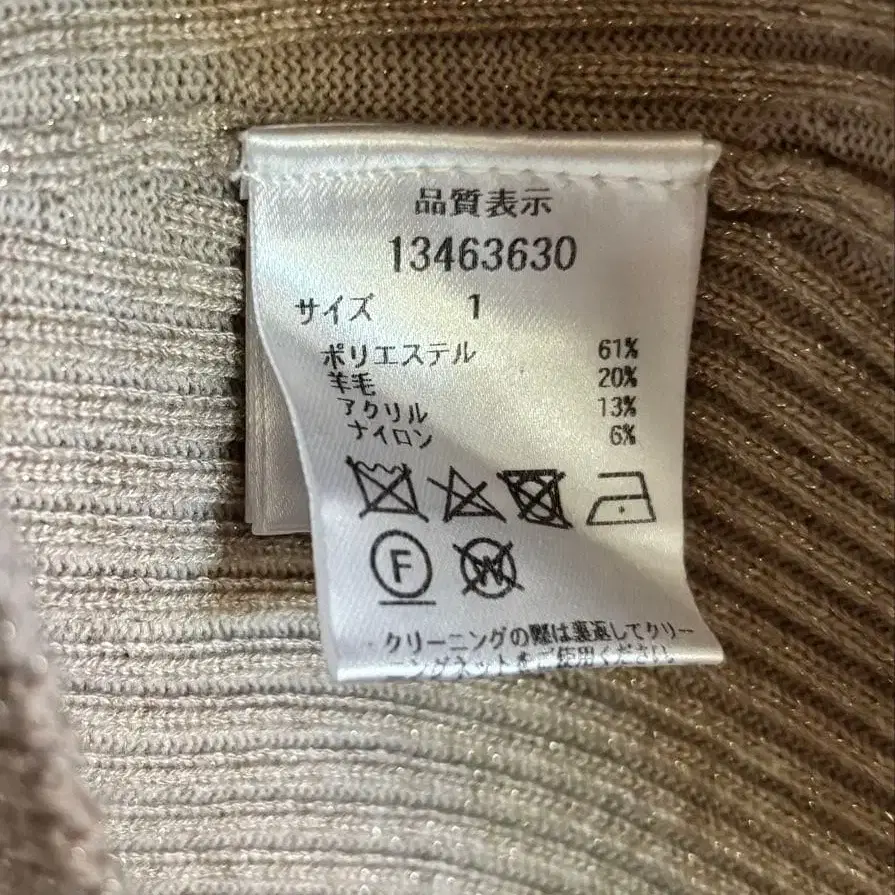 品質表示
13463630
サイズ 1
ポリエステル 61%
羊毛 20%
アクリル 13%
ナイロン 6%
F W
クリーニングの際は裏返してクリー
ニングネットをご使用ください。